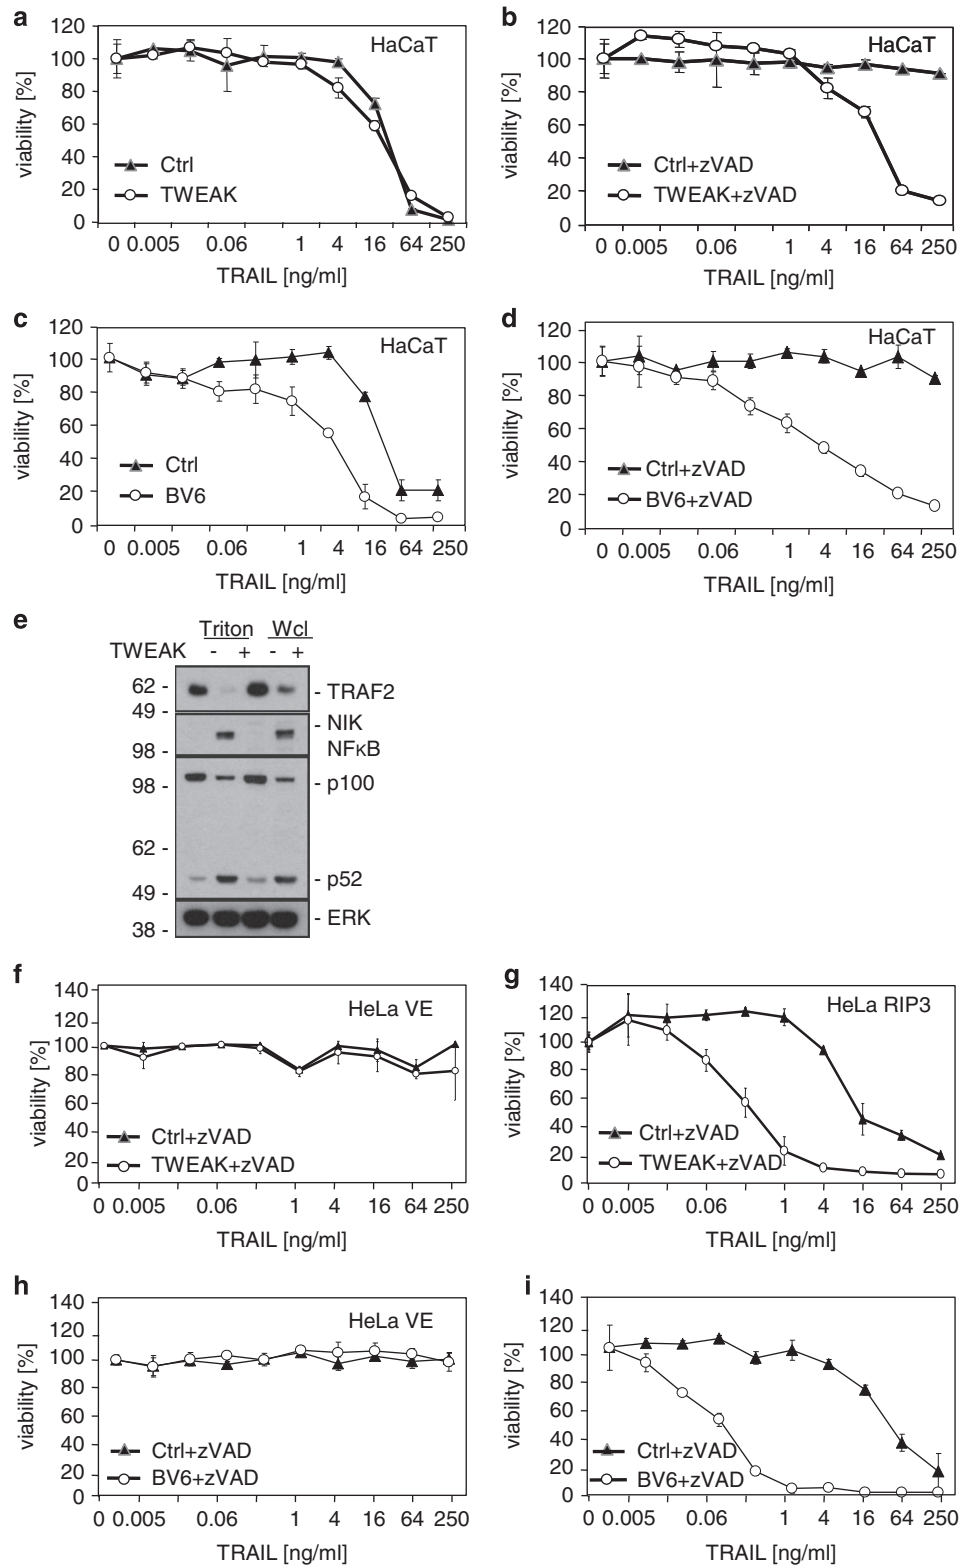 a
120
100
80
60
40
20
0
viability [%]
HaCaT
Ctrl
TWEAK
0 0.005 0.06 1 4 16 64 250
TRAIL [ng/ml]
b
120
100
80
60
40
20
0
viability [%]
HaCaT
Ctrl+zVAD
TWEAK+zVAD
0 0.005 0.06 1 4 16 64 250
TRAIL [ng/ml]
c
120
100
80
60
40
20
0
viability [%]
HaCaT
Ctrl
BV6
0 0.005 0.06 1 4 16 64 250
TRAIL [ng/ml]
d
120
100
80
60
40
20
0
viability [%]
HaCaT
Ctrl+zVAD
BV6+zVAD
0 0.005 0.06 1 4 16 64 250
TRAIL [ng/ml]
e
Triton Wcl
TWEAK - + - +
62 - - TRAF2
49 -
- NIK
98 - NFκB
98 - - p100
62 -
- p52
49 -
- ERK
38 -
f
140
120
100
80
60
40
20
0
viability [%]
HeLa VE
Ctrl+zVAD
TWEAK+zVAD
0 0.005 0.06 1 4 16 64 250
TRAIL [ng/ml]
g
140
120
100
80
60
40
20
0
viability [%]
HeLa RIP3
Ctrl+zVAD
TWEAK+zVAD
0 0.005 0.06 1 4 16 64 250
TRAIL [ng/ml]
h
140
120
100
80
60
40
20
0
viability [%]
HeLa VE
Ctrl+zVAD
BV6+zVAD
0 0.005 0.06 1 4 16 64 250
TRAIL [ng/ml]
i
140
120
100
80
60
40
20
0
viability [%]
Ctrl+zVAD
BV6+zVAD
0 0.005 0.06 1 4 16 64 250
TRAIL [ng/ml]